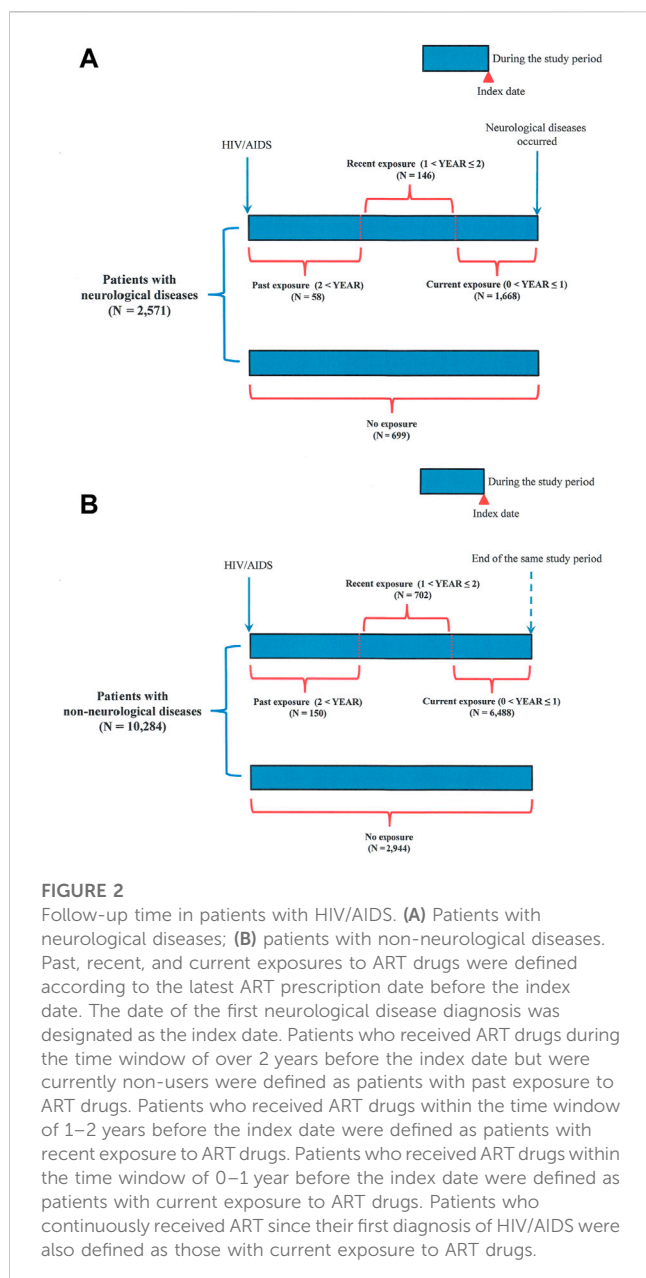 A
During the study period
Index date
Neurological diseases
occurred
HIV/AIDS
Recent exposure (1 < YEAR ≤ 2)
(N = 146)
Patients with
neurological diseases
(N = 2,571)
Past exposure (2 < YEAR)
(N = 58)
Current exposure (0 < YEAR ≤ 1)
(N = 1,668)
No exposure
(N = 699)
B
During the study period
Index date
End of the same study period
HIV/AIDS
Recent exposure (1 < YEAR ≤ 2)
(N = 702)
Patients with
non-neurological diseases
(N = 10,284)
Past exposure (2 < YEAR)
(N = 150)
Current exposure (0 < YEAR ≤ 1)
(N = 6,488)
No exposure
(N = 2,944)
FIGURE 2
Follow-up time in patients with HIV/AIDS. (A) Patients with
neurological diseases; (B) patients with non-neurological diseases.
Past, recent, and current exposures to ART drugs were defined
according to the latest ART prescription date before the index
date. The date of the first neurological disease diagnosis was
designated as the index date. Patients who received ART drugs during
the time window of over 2 years before the index date but were
currently non-users were defined as patients with past exposure to
ART drugs. Patients who received ART drugs within the time window
of 1–2 years before the index date were defined as patients with
recent exposure to ART drugs. Patients who received ART drugs within
the time window of 0–1 year before the index date were defined as
patients with current exposure to ART drugs. Patients who
continuously received ART since their first diagnosis of HIV/AIDS were
also defined as those with current exposure to ART drugs.